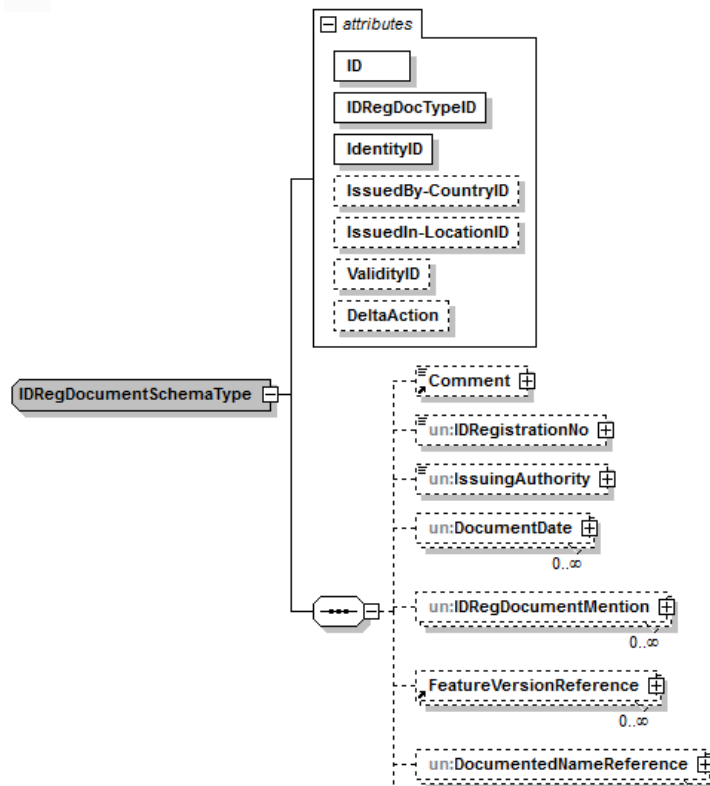 attributes
ID
IDRegDocTypeID
IdentityID
IssuedBy-CountryID
IssuedIn-LocationID
ValidityID
DeltaAction
IDRegDocumentSchemaType
Comment
un:IDRegistrationNo
un:IssuingAuthority
un:DocumentDate
0..∞
un:IDRegDocumentMention
0..∞
FeatureVersionReference
0..∞
un:DocumentedNameReference